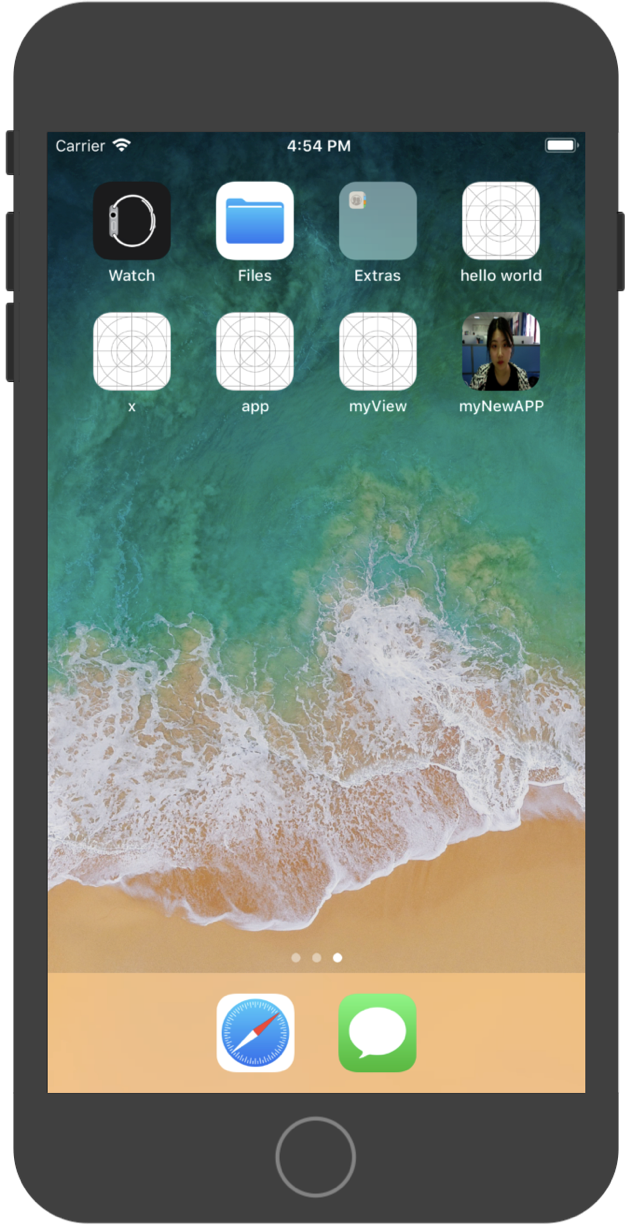 Carrier 4:54 PM
Watch Files Extras hello world
x app myView myNewAPP